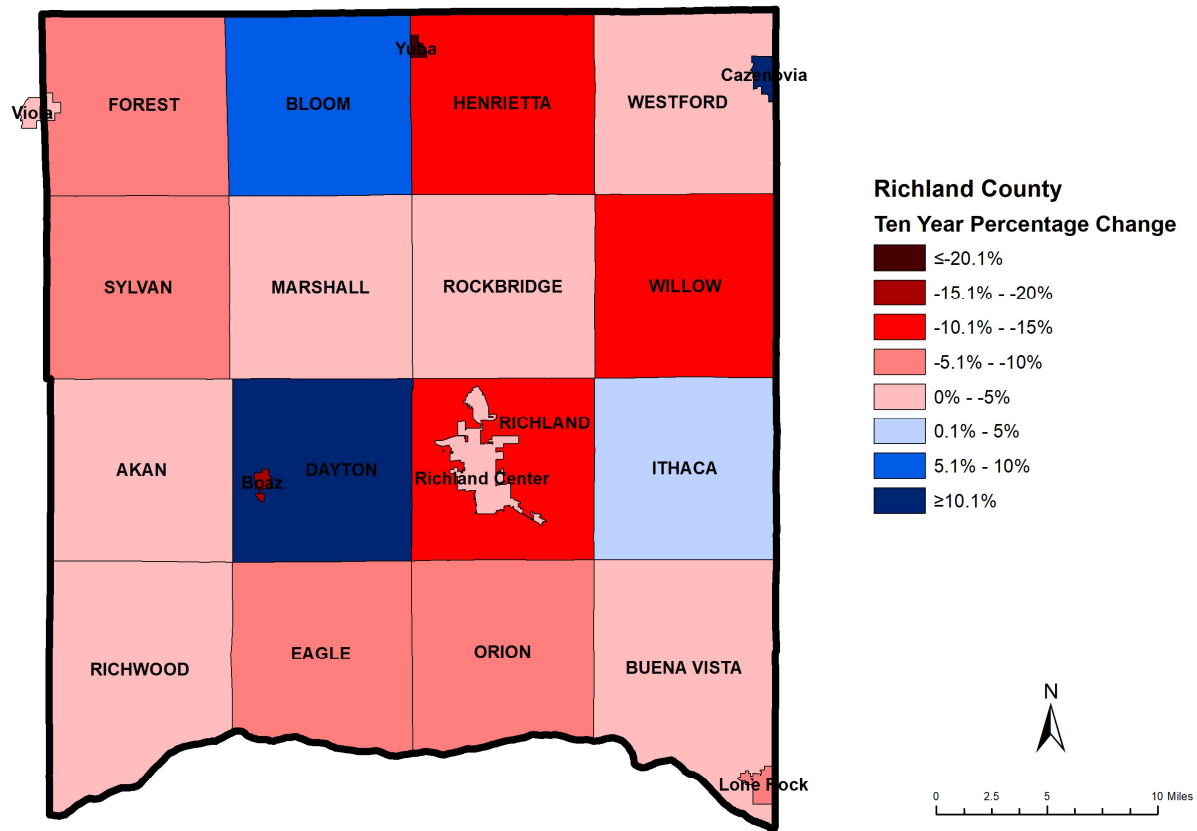 Yuba
Cazenovia
Viola
FOREST
BLOOM
HENRIETTA
WESTFORD
SYLVAN
MARSHALL
ROCKBRIDGE
WILLOW
RICHLAND
AKAN
Boaz
DAYTON
Richland Center
ITHACA
RICHWOOD
EAGLE
ORION
BUENA VISTA
Lone Rock
Richland County
Ten Year Percentage Change
≤-20.1%
-15.1% - -20%
-10.1% - -15%
-5.1% - -10%
0% - -5%
0.1% - 5%
5.1% - 10%
≥10.1%
N
0 2.5 5 10 Miles